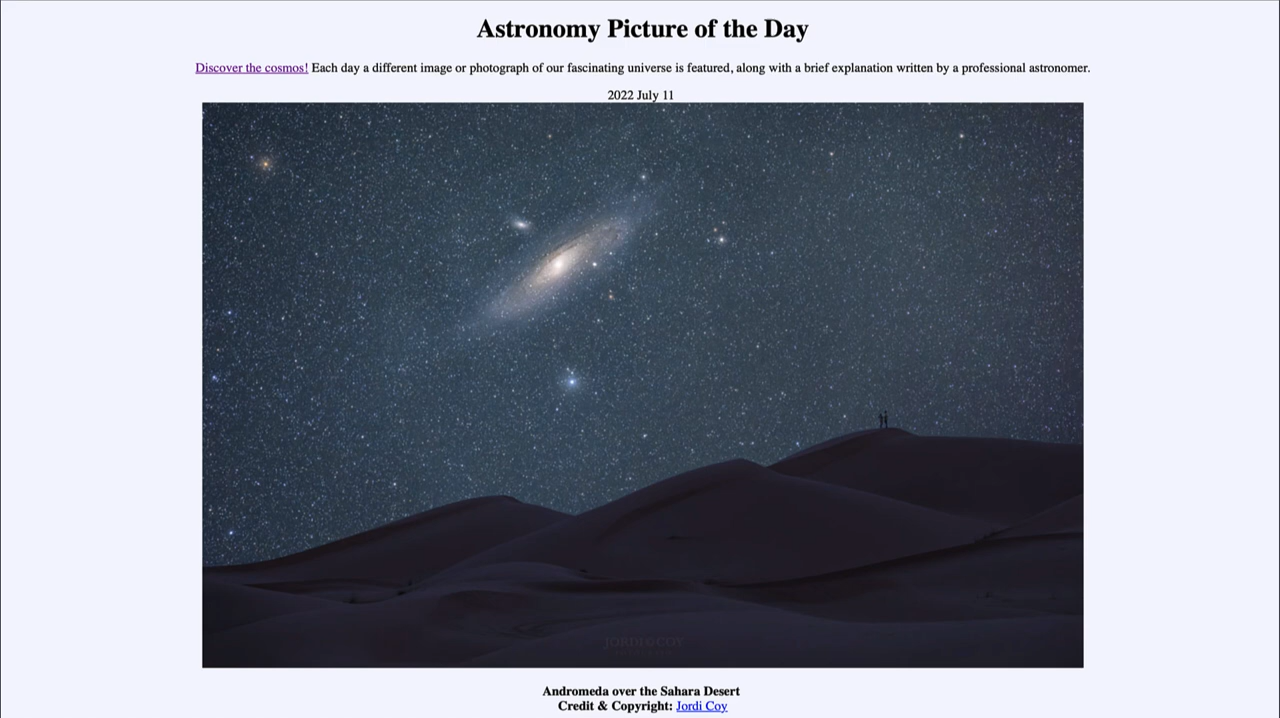 Astronomy Picture of the Day
Discover the cosmos! Each day a different image or photograph of our fascinating universe is featured, along with a brief explanation written by a professional astronomer.
2022 July 11
JORDI COY
Andromeda over the Sahara Desert
Credit & Copyright: Jordi Coy